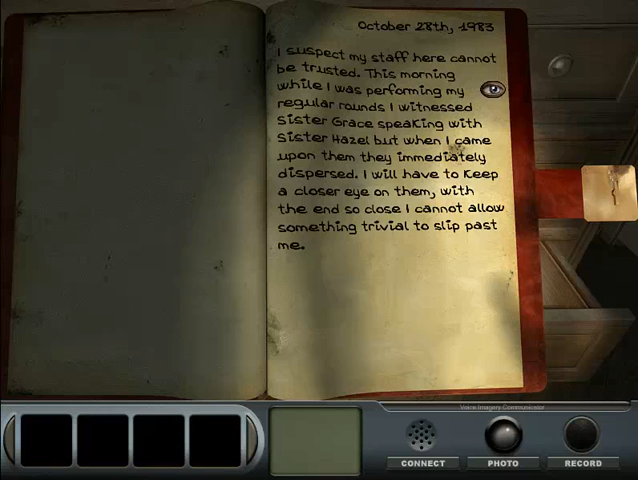 October 28th, 1983
I suspect my staff here cannot
be trusted. This morning
while I was performing my
regular rounds I witnessed
Sister Grace speaking with
Sister Hazel but when I came
upon them they immediately
dispersed. I will have to keep
a closer eye on them, with
the end so close I cannot allow
something trivial to slip past
me.
Voice Imagery Communicator
CONNECT
PHOTO
RECORD